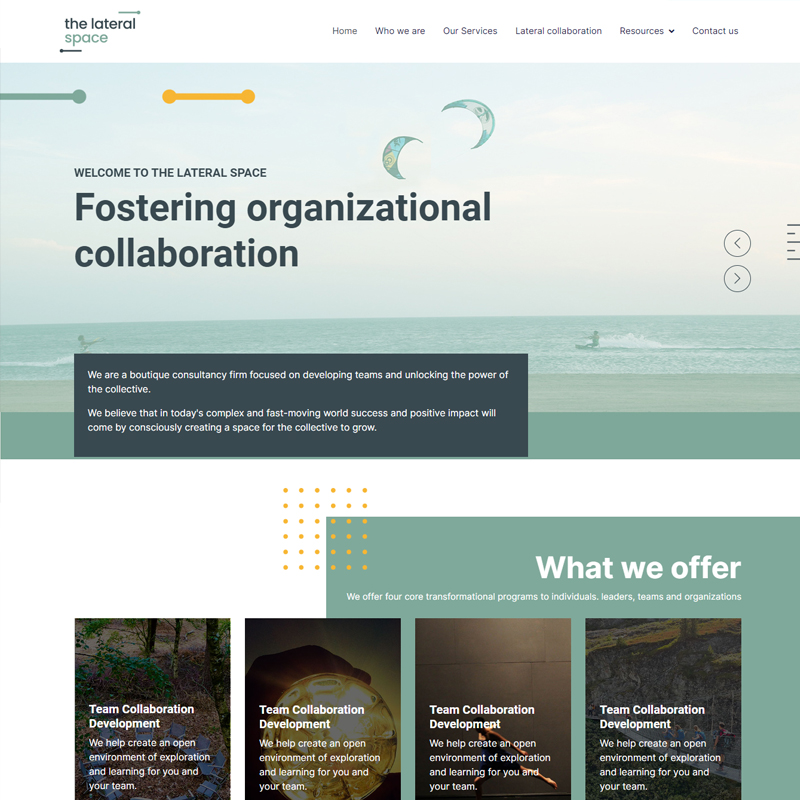 the lateral
space
Home Who we are Our Services Lateral collaboration Resources Contact us
WELCOME TO THE LATERAL SPACE
Fostering organizational
collaboration
We are a boutique consultancy firm focused on developing teams and unlocking the power of
the collective.
We believe that in today's complex and fast-moving world success and positive impact will
come by consciously creating a space for the collective to grow.
What we offer
We offer four core transformational programs to individuals. leaders, teams and organizations
Team Collaboration
Development
We help create an open
environment of exploration
and learning for you and
your team.
Team Collaboration
Development
We help create an open
environment of exploration
and learning for you and
your team.
Team Collaboration
Development
We help create an open
environment of exploration
and learning for you and
your team.
Team Collaboration
Development
We help create an open
environment of exploration
and learning for you and
your team.